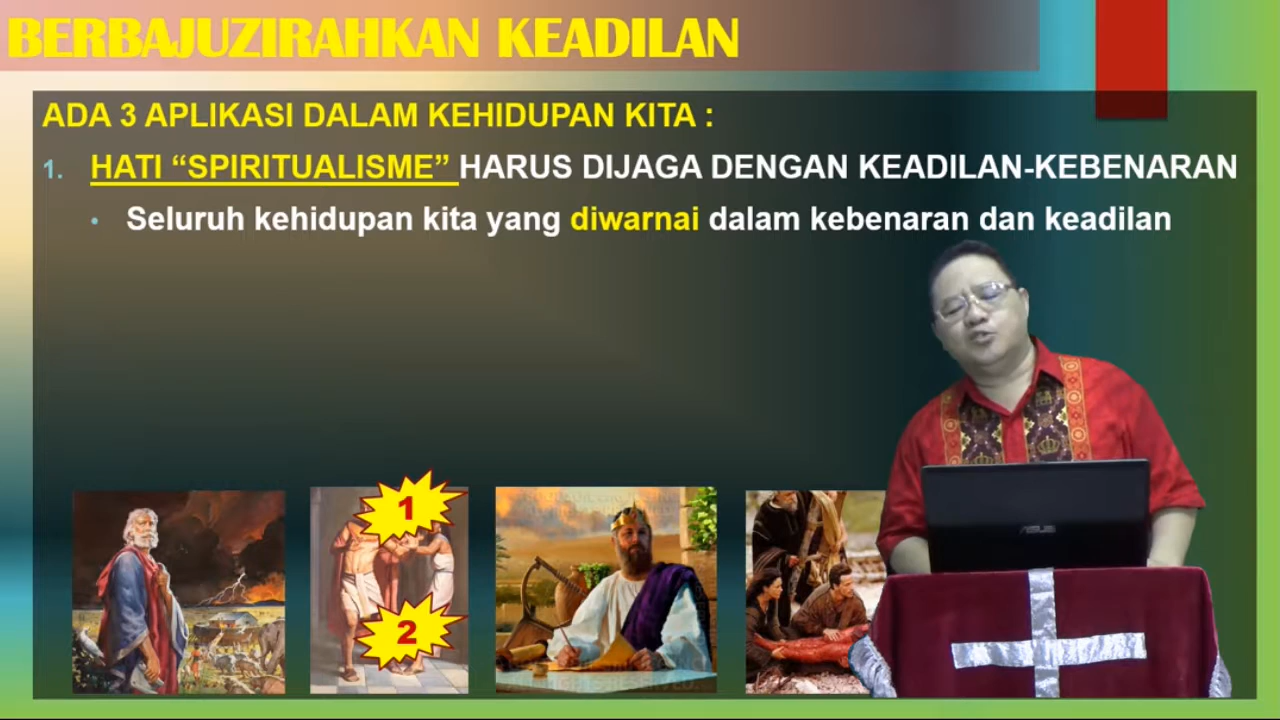 BERBAJUZIRAHKAN KEADILAN
ADA 3 APLIKASI DALAM KEHIDUPAN KITA :
1. HATI “SPIRITUALISME” HARUS DIJAGA DENGAN KEADILAN-KEBENARAN
• Seluruh kehidupan kita yang diwarnai dalam kebenaran dan keadilan
1
2
ASUS